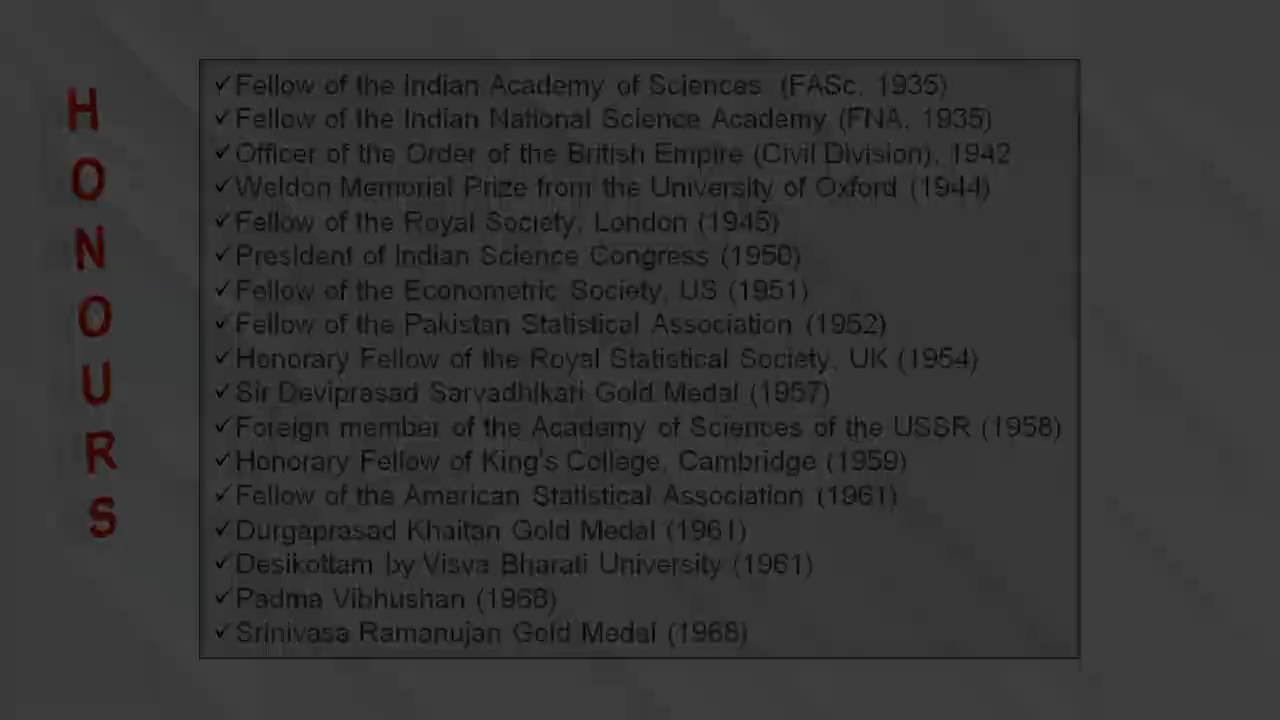 HONOURS
✓Fellow of the Indian Academy of Sciences (FASc, 1935)
✓Fellow of the Indian National Science Academy (FNA, 1935)
✓Officer of the Order of the British Empire (Civil Division), 1942
✓Weldon Memorial Prize from the University of Oxford (1944)
✓Fellow of the Royal Society, London (1945)
✓President of Indian Science Congress (1950)
✓Fellow of the Econometric Society, US (1951)
✓Fellow of the Pakistan Statistical Association (1952)
✓Honorary Fellow of the Royal Statistical Society, UK (1954)
✓Sir Deviprasad Sarvadhikari Gold Medal (1957)
✓Foreign member of the Academy of Sciences of the USSR (1958)
✓Honorary Fellow of King's College, Cambridge (1959)
✓Fellow of the American Statistical Association (1961)
✓Durgaprasad Khaitan Gold Medal (1961)
✓Desikottam by Visva Bharati University (1961)
✓Padma Vibhushan (1968)
✓Srinivasa Ramanujan Gold Medal (1968)